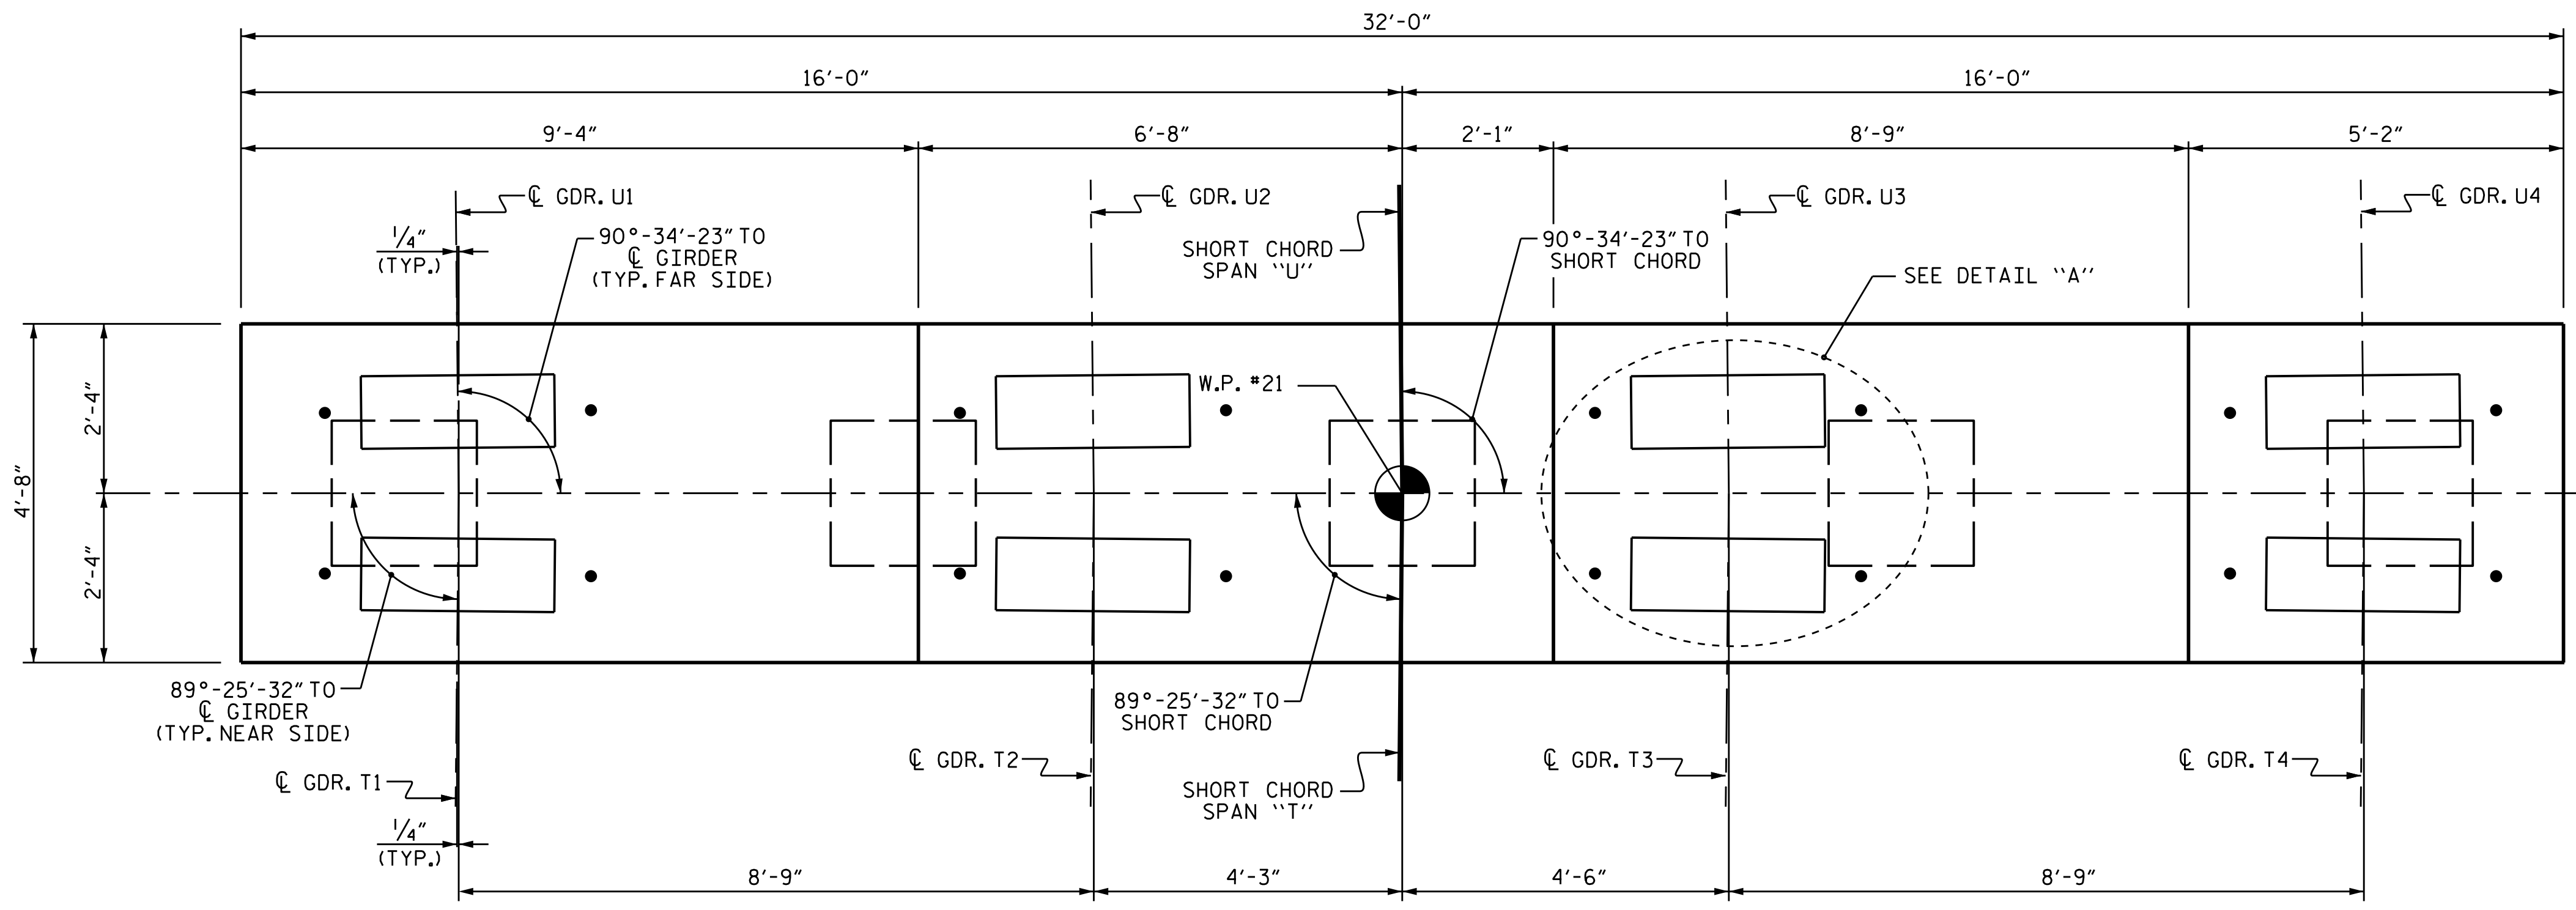 32'-0"
16'-0"
16'-0"
9'-4"
6'-8"
2'-1"
8'-9"
5'-2"
℄ GDR. U1
℄ GDR. U2
℄ GDR. U3
℄ GDR. U4
1/4"
(TYP.)
90°-34'-23" TO
℄ GIRDER
(TYP. FAR SIDE)
SHORT CHORD
SPAN "U"
90°-34'-23" TO
SHORT CHORD
SEE DETAIL "A"
W.P. #21
2'-4"
4'-8"
2'-4"
89°-25'-32" TO
℄ GIRDER
(TYP. NEAR SIDE)
89°-25'-32" TO
SHORT CHORD
℄ GDR. T1
℄ GDR. T2
℄ GDR. T3
℄ GDR. T4
SHORT CHORD
SPAN "T"
1/4"
(TYP.)
8'-9"
4'-3"
4'-6"
8'-9"